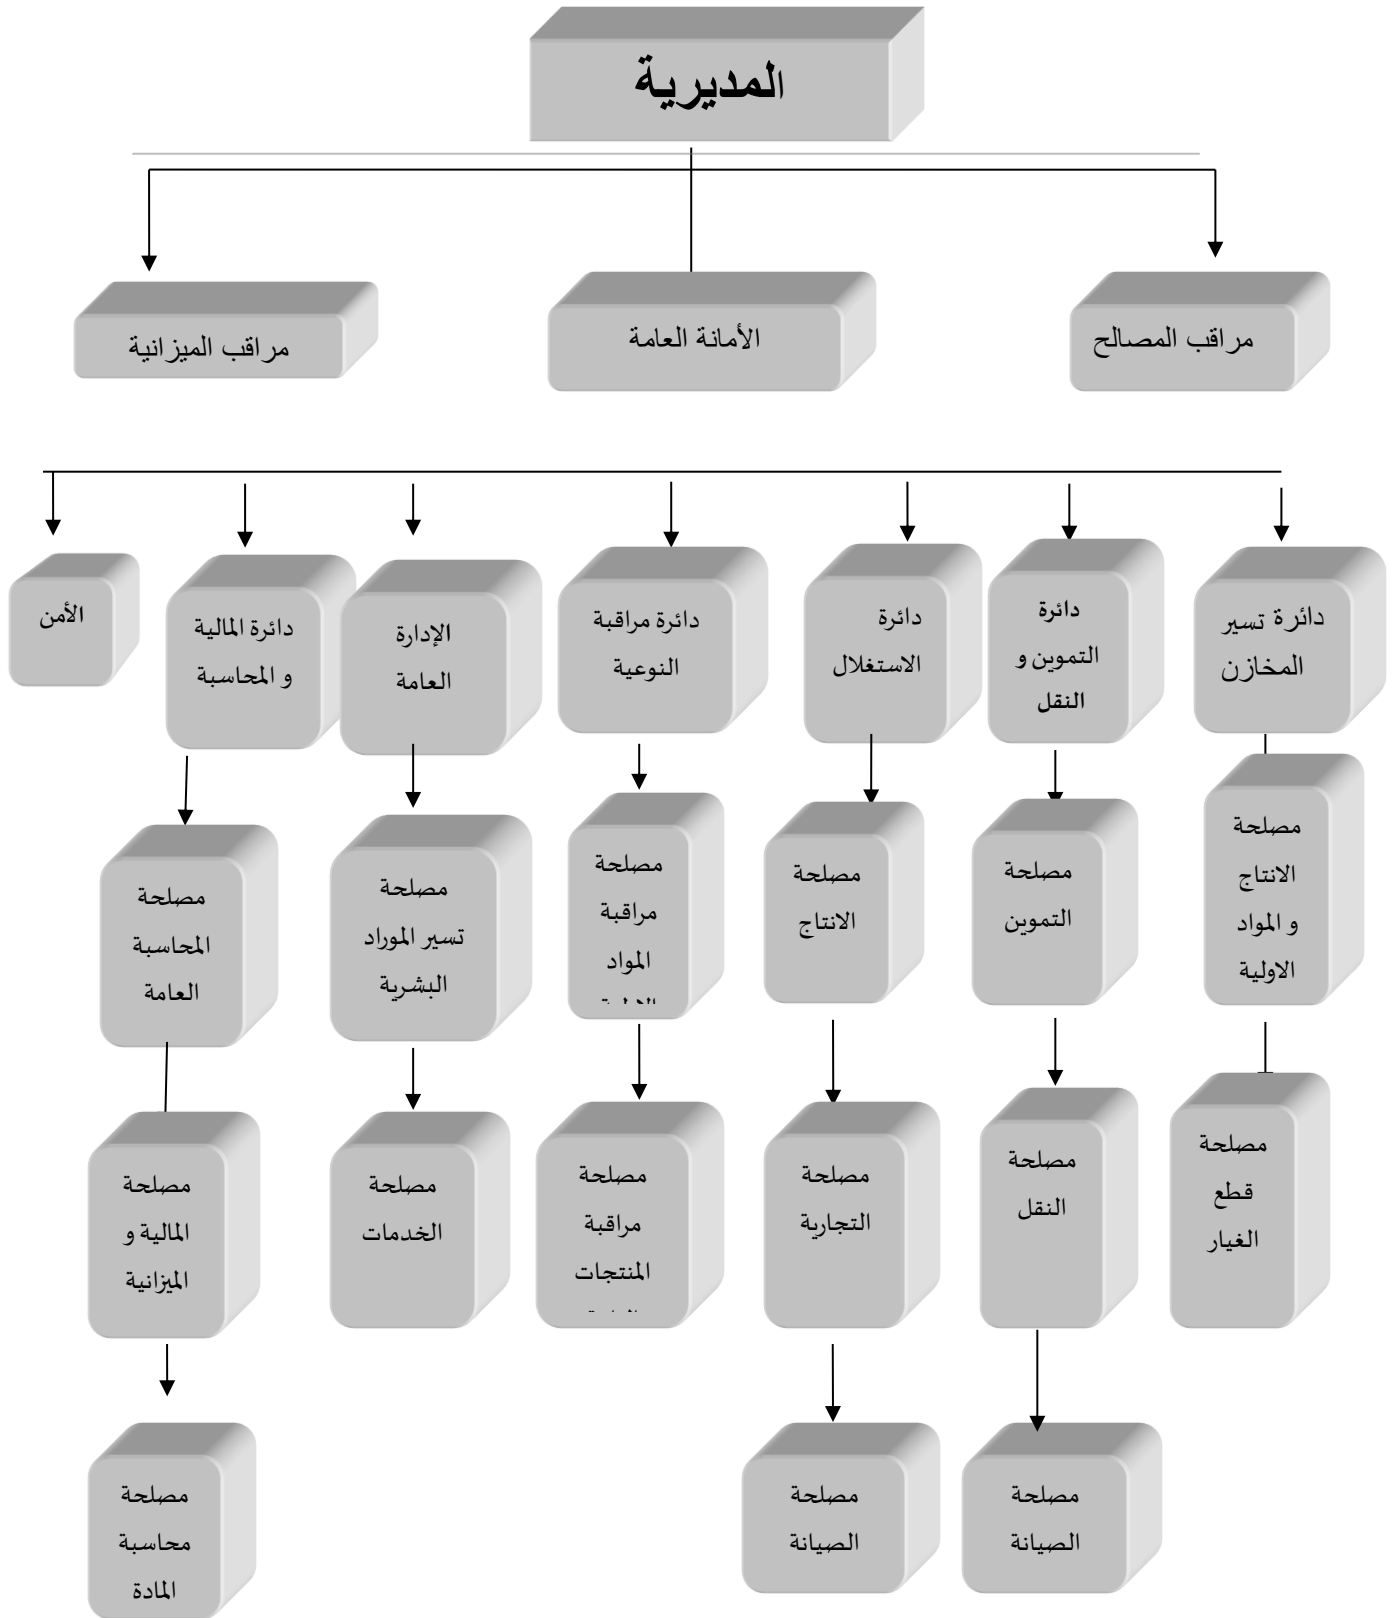 المديرية
مراقب المصالح
الأمانة العامة
مراقب الميزانية
دائرة تسير
المخازن
دائرة
التموين و
النقل
دائرة
الاستغلال
دائرة مراقبة
النوعية
الإدارة
العامة
دائرة المالية
و المحاسبة
الأمن
مصلحة
الانتاج
و المواد
الاولية
مصلحة
التموين
مصلحة
الانتاج
مصلحة
مراقبة
المواد
مصلحة
تسير الموراد
البشرية
مصلحة
المحاسبة
العامة
مصلحة
قطع
الغيار
مصلحة
النقل
مصلحة
التجارية
مصلحة
مراقبة
المنتجات
مصلحة
الخدمات
مصلحة
المالية و
الميزانية
مصلحة
الصيانة
مصلحة
الصيانة
مصلحة
محاسبة
المادة